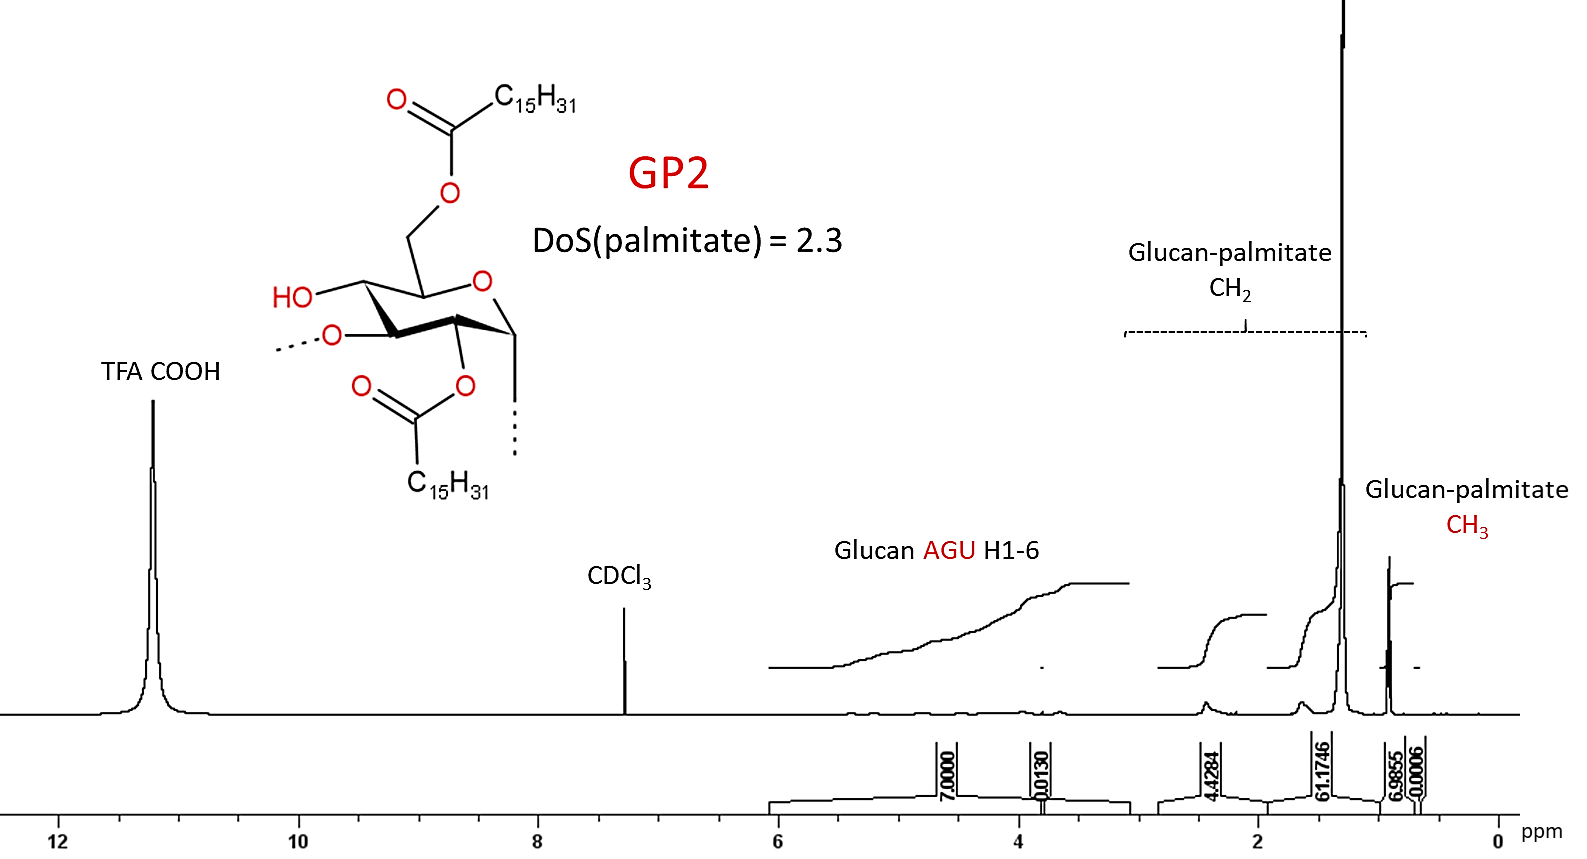 O
C15H31
GP2
O
DoS(palmitate) = 2.3
Glucan-palmitate
CH2
O
HO
O
TFA COOH
O
O
C15H31
Glucan-palmitate
CH3
Glucan AGU H1-6
CDCl3
7.0000
0.0130
4.4284
61.1746
6.9855
0.0006
12
10
8
6
4
2
0
ppm